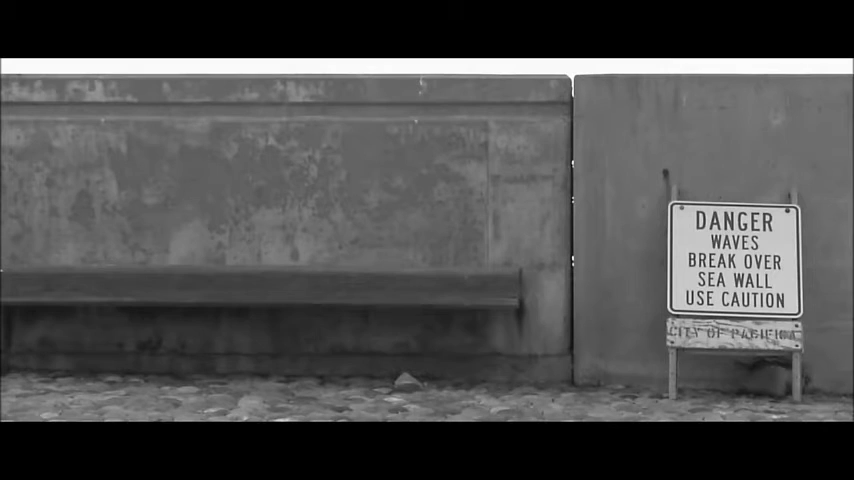 DANGER
WAVES
BREAK OVER
SEA WALL
USE CAUTION
CITY OF PACIFICA